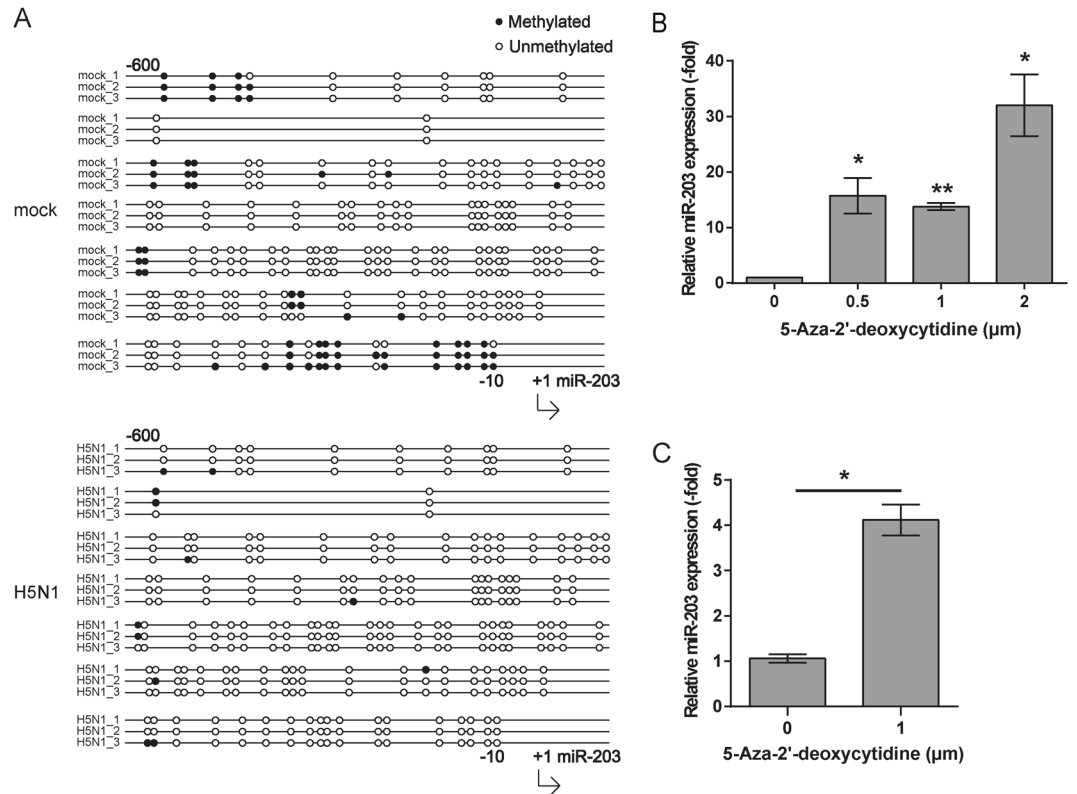 A
Methylated
Unmethylated
-600
mock_1
mock_2
mock_3
mock_1
mock_2
mock_3
mock_1
mock_2
mock_3
mock
mock_1
mock_2
mock_3
mock_1
mock_2
mock_3
mock_1
mock_2
mock_3
mock_1
mock_2
mock_3
-10
+1 miR-203
-600
H5N1_1
H5N1_2
H5N1_3
H5N1_1
H5N1_2
H5N1_3
H5N1_1
H5N1_2
H5N1_3
H5N1
H5N1_1
H5N1_2
H5N1_3
H5N1_1
H5N1_2
H5N1_3
H5N1_1
H5N1_2
H5N1_3
H5N1_1
H5N1_2
H5N1_3
-10
+1 miR-203
B
Relative miR-203 expression (-fold)
40
30
20
10
0
*
**
*
0
0.5
1
2
5-Aza-2'-deoxycytidine (μm)
C
Relative miR-203 expression (-fold)
5
4
3
2
1
0
*
0
1
5-Aza-2'-deoxycytidine (μm)